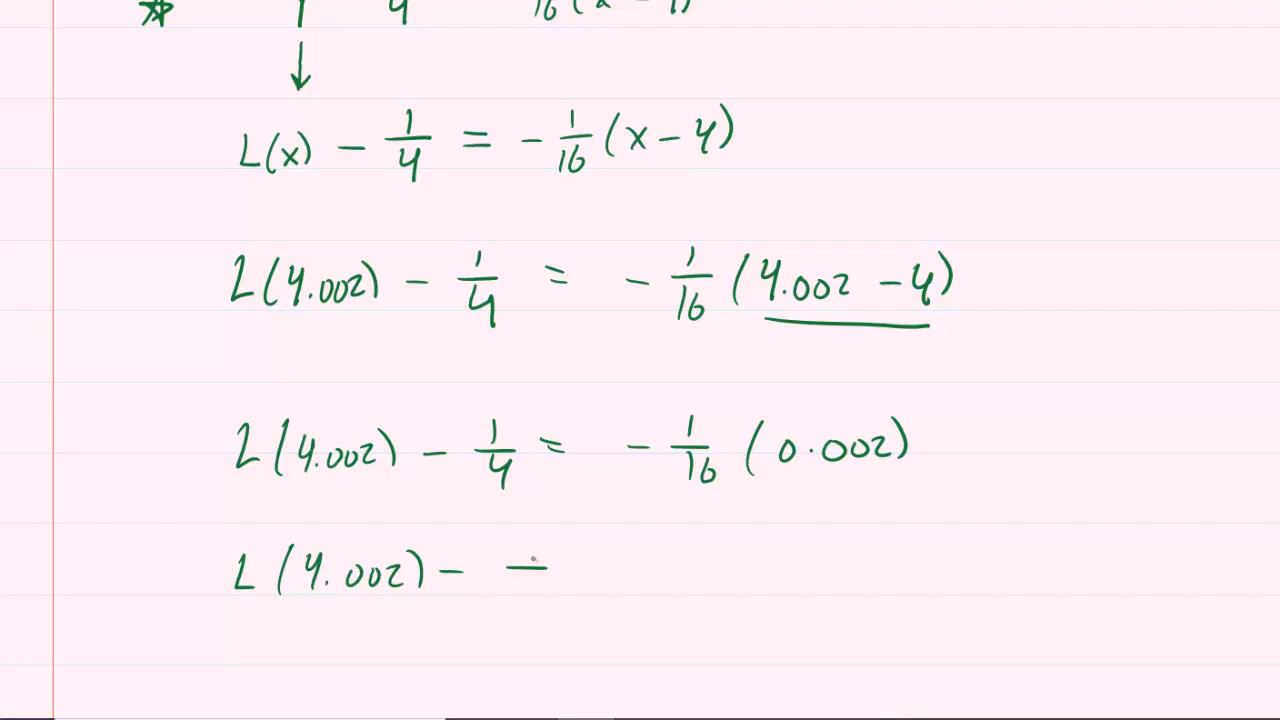 L(x) - 1/4 = - 1/16 (x - 4)
L(4.002) - 1/4 = - 1/16 (4.002 - 4)
L(4.002) - 1/4 = - 1/16 (0.002)
L(4.002) -